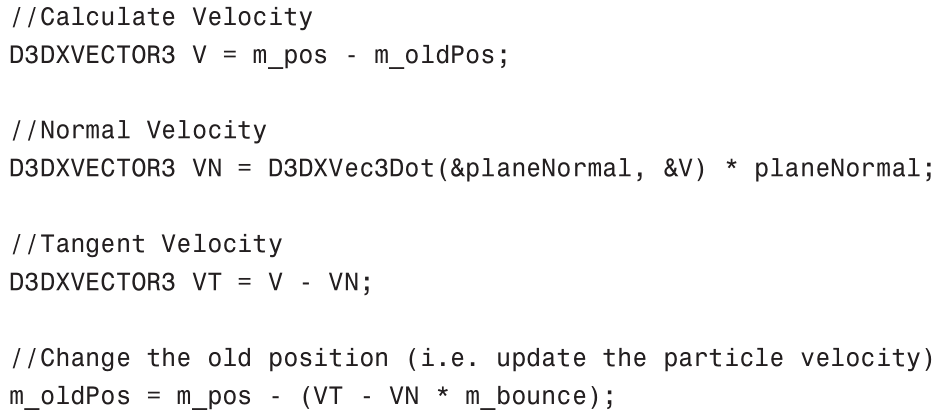 //Calculate Velocity
D3DXVECTOR3 V = m_pos - m_oldPos;
//Normal Velocity
D3DXVECTOR3 VN = D3DXVec3Dot(&planeNormal, &V) * planeNormal;
//Tangent Velocity
D3DXVECTOR3 VT = V - VN;
//Change the old position (i.e. update the particle velocity)
m_oldPos = m_pos - (VT - VN * m_bounce);